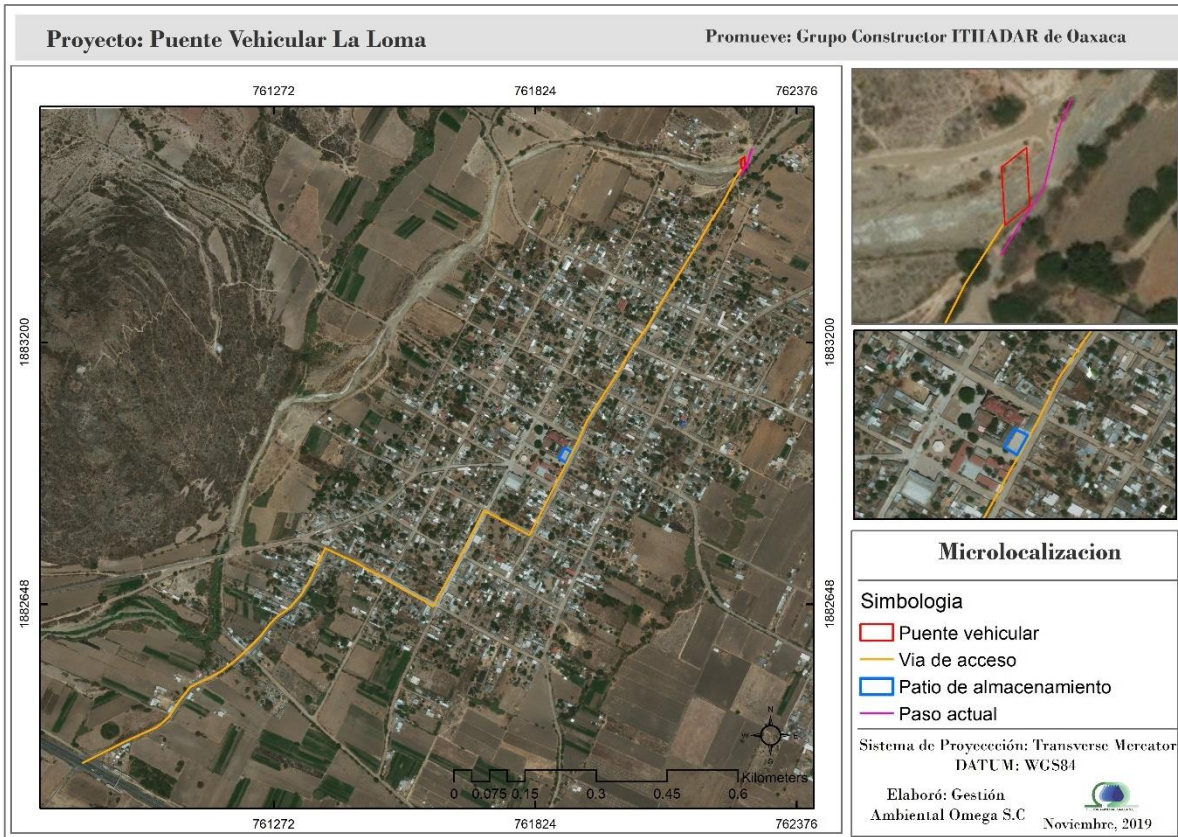 Proyecto: Puente Vehicular La Loma
Promueve: Grupo Constructor ITHADAR de Oaxaca
761272 761824 762376
1883200 1883200
1882648 1882648
N
W E
S
Kilometers
0 0.075 0.15 0.3 0.45 0.6
761272 761824 762376
Microlocalizacion
Simbologia
Puente vehicular
Via de acceso
Patio de almacenamiento
Paso actual
Sistema de Proyeccección: Transverse Mercator
DATUM: WGS84
Elaboró: Gestión
Ambiental Omega S.C
Noviembre, 2019